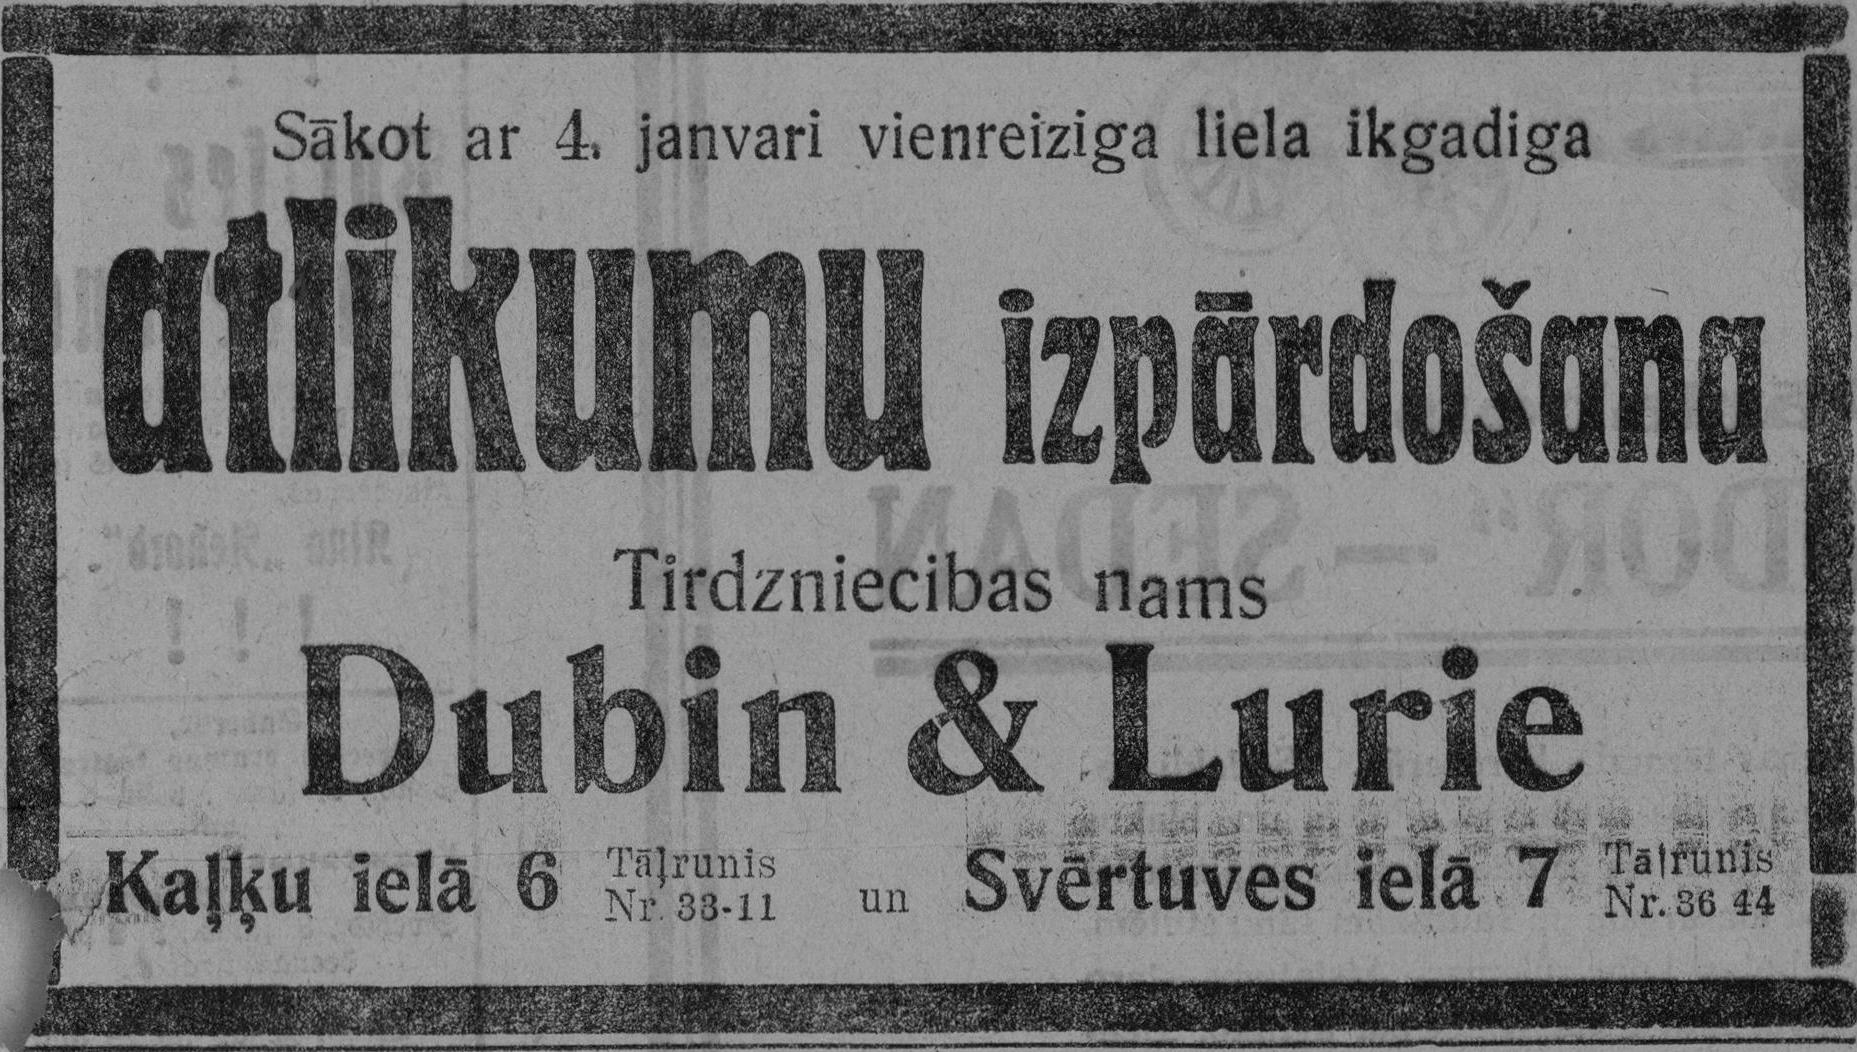 Sākot ar 4. janvari vienreiziga liela ikgadiga
atlikumu izpārdošana
Tirdzniecibas nams
Dubin & Lurie
Kaļķu ielā 6 Tāļrunis Nr. 33-11 un Svērtuves ielā 7 Tāļrunis Nr. 36 44